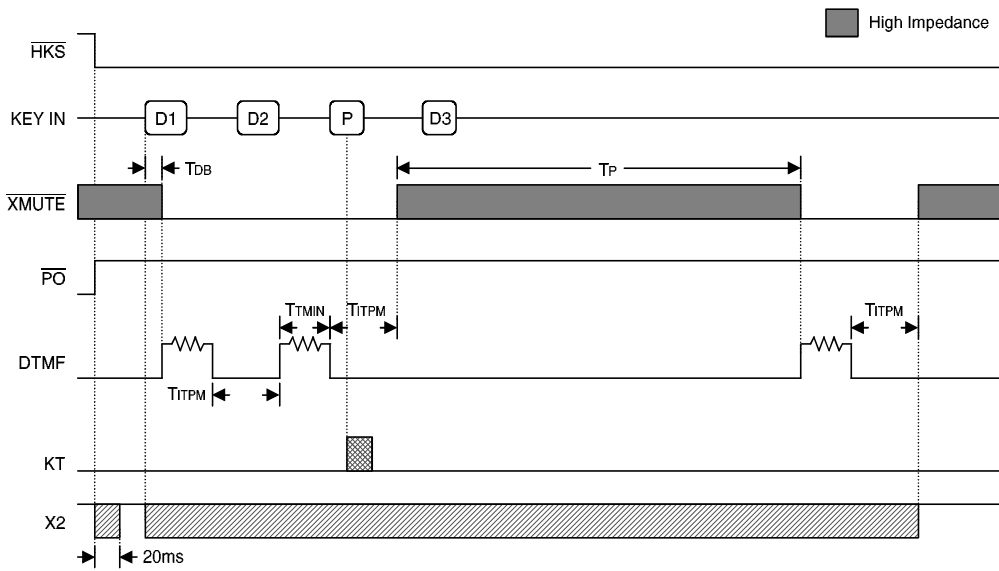 High Impedance
HKS
KEY IN
D1
D2
P
D3
TDB
TP
XMUTE
PO
TTMIN
TITPM
TITPM
DTMF
TITPM
KT
X2
20ms